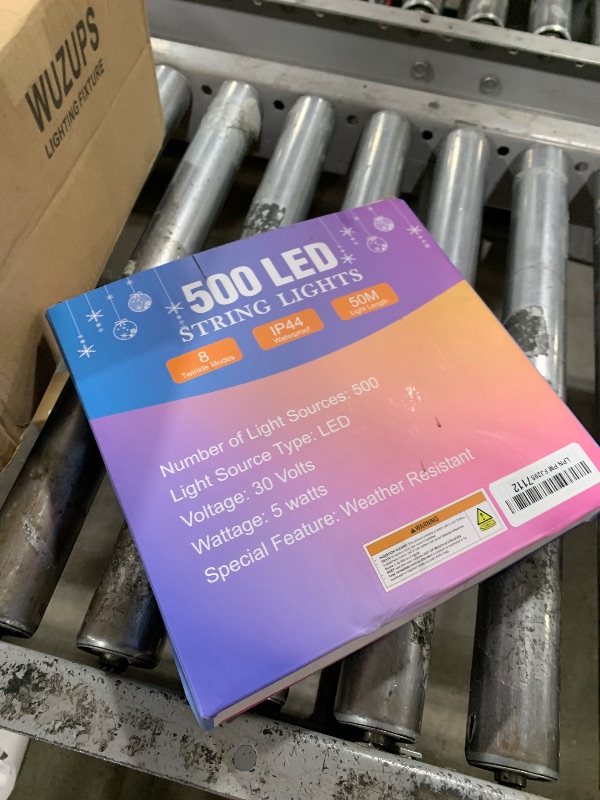 WUZUPS
LIGHTING FIXTURE
500 LED
STRING LIGHTS
8
Twinkle Modes
IP44
Waterproof
50M
Light Length
Number of Light Sources: 500
Light Source Type: LED
Voltage: 30 Volts
Wattage: 5 watts
Special Feature: Weather Resistant
WARNING